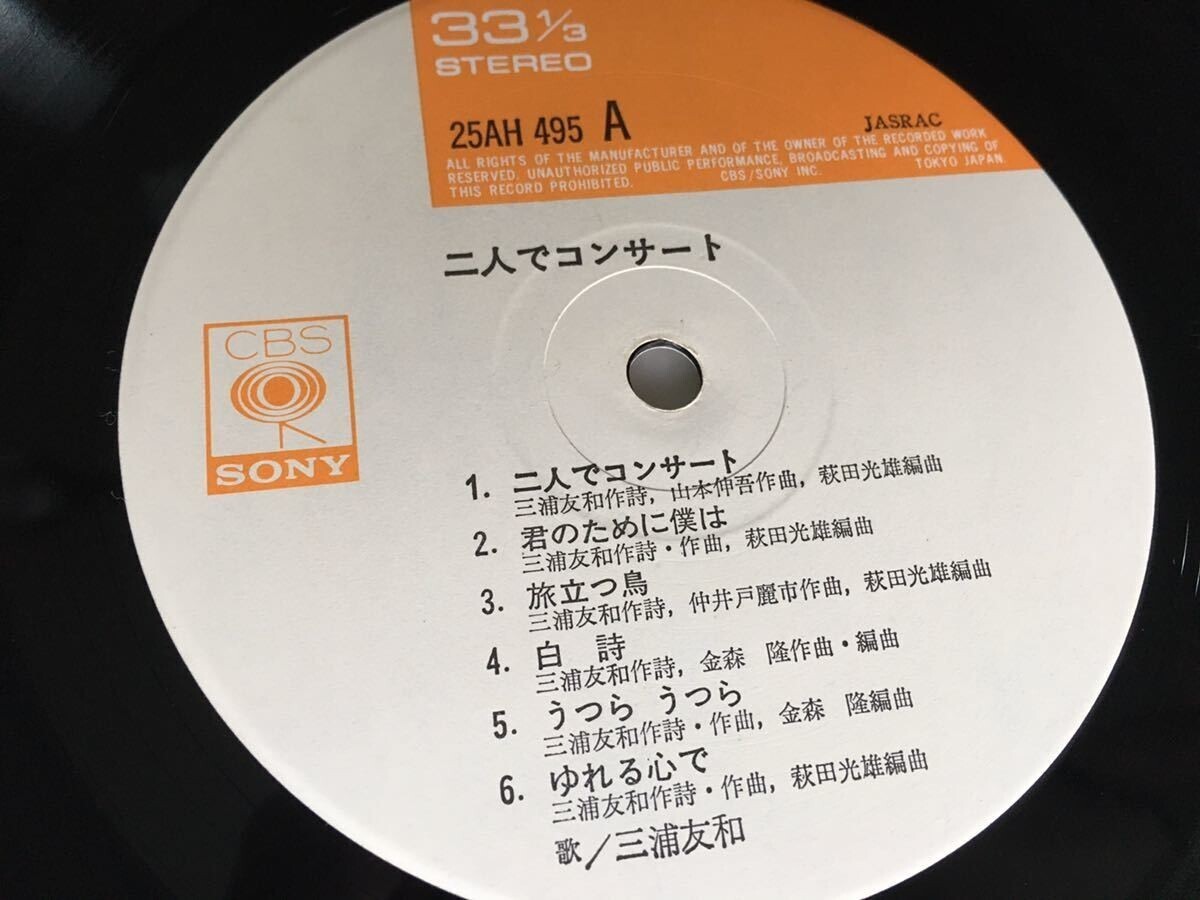 33 1/3
STEREO
25AH 495 A
JASRAC
ALL RIGHTS OF THE MANUFACTURER AND OF THE OWNER OF THE RECORDED WORK
RESERVED. UNAUTHORIZED PUBLIC PERFORMANCE, BROADCASTING AND COPYING OF
THIS RECORD PROHIBITED. CBS/SONY INC. TOKYO JAPAN.
二人でコンサート
CBS
SONY
1. 二人でコンサート
三浦友和作詩, 山本伸吾作曲, 萩田光雄編曲
2. 君のために僕は
三浦友和作詩・作曲, 萩田光雄編曲
3. 旅立つ鳥
三浦友和作詩, 仲井戸麗市作曲, 萩田光雄編曲
4. 白 詩
三浦友和作詩, 金森 隆作曲・編曲
5. うつら うつら
三浦友和作詩・作曲, 金森 隆編曲
6. ゆれる心で
三浦友和作詩・作曲, 萩田光雄編曲
歌/三浦友和